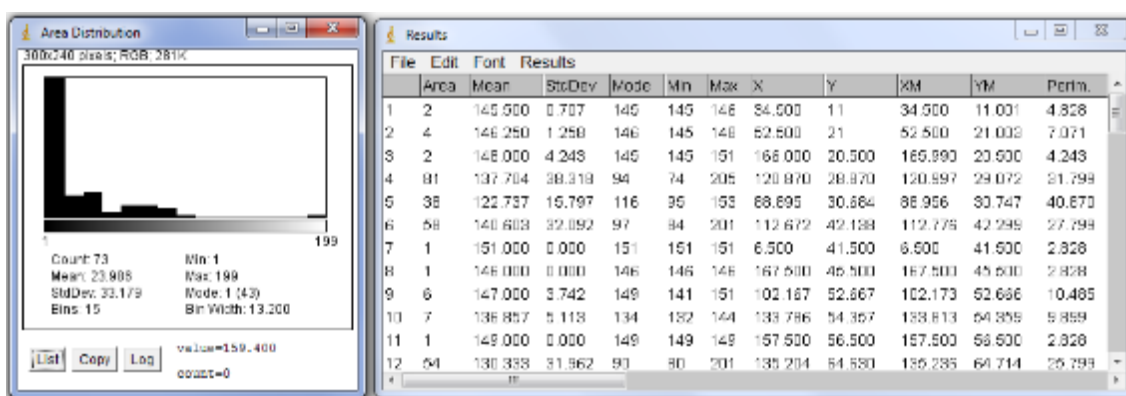 Area Distribution
300x240 pixels; RGB; 281K
1 199
Count: 73 Min: 1
Mean: 23.986 Max: 199
StdDev: 33.179 Mode: 1 (43)
Bins: 15 Bin Width: 13.200
List Copy Log value=159.400
count=0
Results
File Edit Font Results
Area Mean StdDev Mode Min Max X Y XM YM Perim.
1 2 145.500 0.707 145 145 146 34.500 11 34.500 11.001 4.828
2 4 146.250 1.258 146 145 148 52.500 21 52.500 21.003 7.071
3 2 148.000 4.243 145 145 151 166.000 20.500 165.990 20.500 4.243
4 81 137.704 38.318 94 74 205 120.870 28.870 120.997 29.072 31.799
5 38 122.737 15.797 116 95 153 88.895 30.684 88.956 30.747 40.870
6 58 140.603 32.092 97 84 201 112.672 42.138 112.776 42.299 27.799
7 1 151.000 0.000 151 151 151 6.500 41.500 6.500 41.500 2.828
8 1 146.000 0.000 146 146 146 167.500 45.500 167.500 45.500 2.828
9 6 147.000 3.742 149 141 151 102.167 52.667 102.173 52.666 10.485
10 7 136.857 5.113 134 132 144 133.786 54.357 133.813 54.359 9.899
11 1 149.000 0.000 149 149 149 157.500 56.500 157.500 56.500 2.828
12 54 130.333 31.962 90 80 201 135.204 64.630 135.236 64.714 25.799